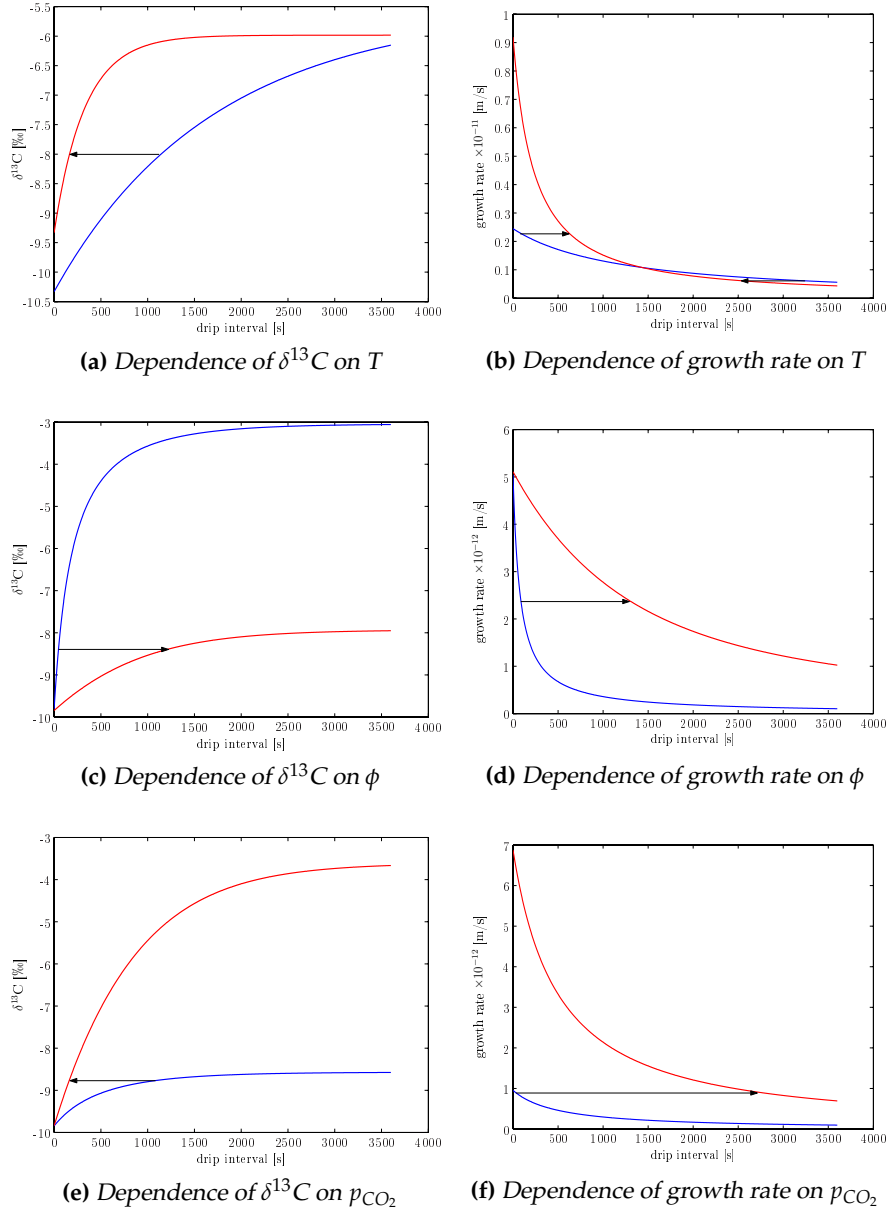 -5.5
-6
-6.5
-7
-7.5
-8
-8.5
-9
-9.5
-10
-10.5
δ¹³C [‰]
0 500 1000 1500 2000 2500 3000 3500 4000
drip interval [s]
(a) Dependence of δ¹³C on T
1
0.9
0.8
0.7
0.6
0.5
0.4
0.3
0.2
0.1
0
growth rate ×10⁻¹¹ [m/s]
0 500 1000 1500 2000 2500 3000 3500 4000
drip interval [s]
(b) Dependence of growth rate on T
-3
-4
-5
-6
-7
-8
-9
-10
δ¹³C [‰]
0 500 1000 1500 2000 2500 3000 3500 4000
drip interval [s]
(c) Dependence of δ¹³C on ϕ
6
5
4
3
2
1
0
growth rate ×10⁻¹² [m/s]
0 500 1000 1500 2000 2500 3000 3500 4000
drip interval [s]
(d) Dependence of growth rate on ϕ
-3
-4
-5
-6
-7
-8
-9
-10
δ¹³C [‰]
0 500 1000 1500 2000 2500 3000 3500 4000
drip interval [s]
(e) Dependence of δ¹³C on p_CO₂
7
6
5
4
3
2
1
0
growth rate ×10⁻¹² [m/s]
0 500 1000 1500 2000 2500 3000 3500 4000
drip interval [s]
(f) Dependence of growth rate on p_CO₂